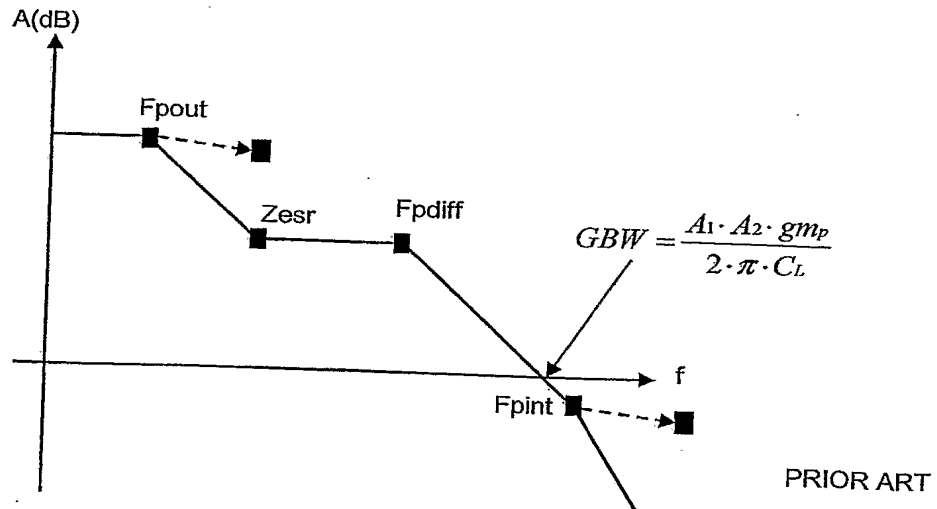 A(dB)
Fpout
Zesr
Fpdiff
GBW = A1 · A2 · gmp / 2 · π · CL
f
Fpint
PRIOR ART